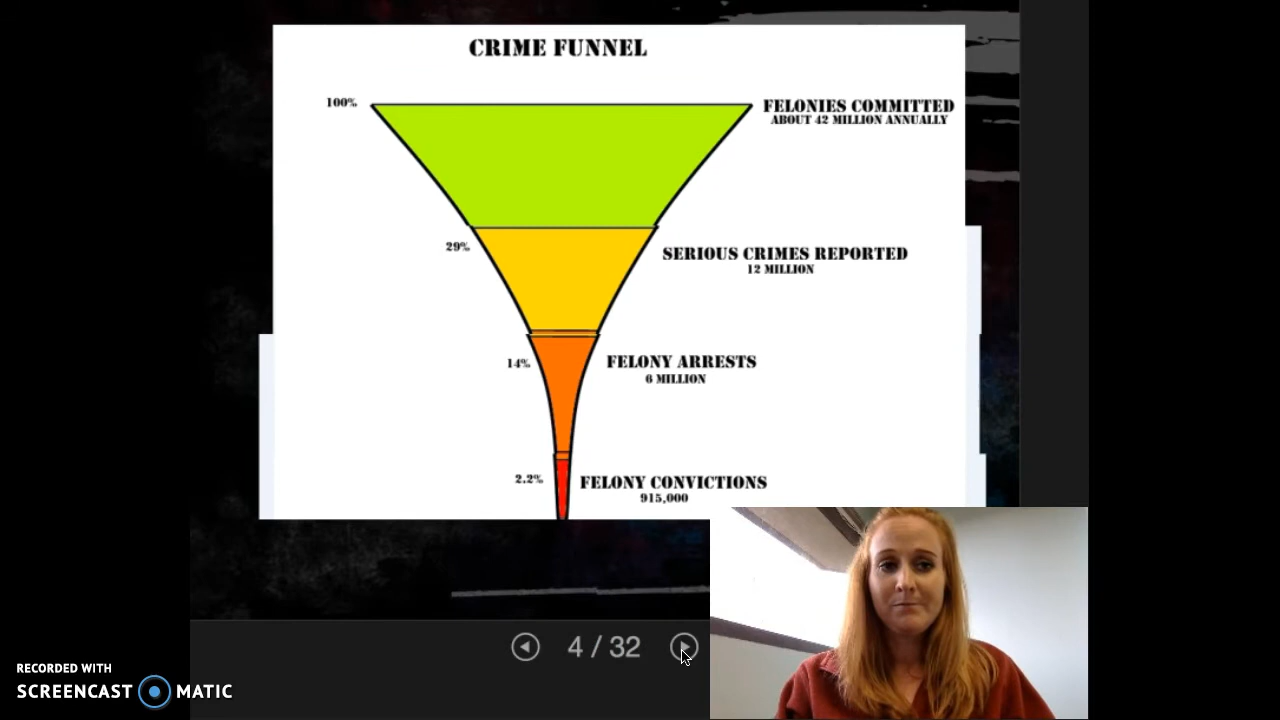 CRIME FUNNEL
100%
FELONIES COMMITTED
ABOUT 42 MILLION ANNUALLY
29%
SERIOUS CRIMES REPORTED
12 MILLION
14%
FELONY ARRESTS
6 MILLION
2.2%
FELONY CONVICTIONS
915,000
4 / 32
RECORDED WITH
SCREENCAST MATIC